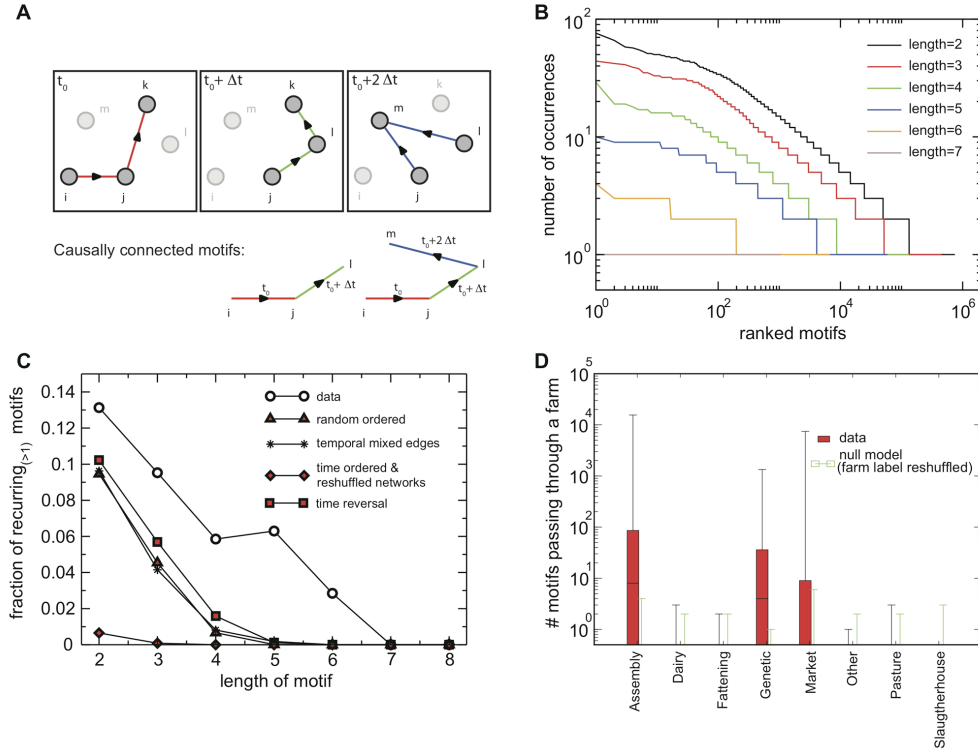 A
t0
k
m
l
i
j
t0+ Δt
k
m
l
i
j
t0+2 Δt
k
m
l
i
j
Causally connected motifs:
t0
t0+ Δt
l
i
j
m
t0+2 Δt
l
t0
t0+ Δt
i
j
B
number of occurrences
10^2
10^1
10^0
10^0
10^2
10^4
10^6
ranked motifs
length=2
length=3
length=4
length=5
length=6
length=7
C
fraction of recurring(>1) motifs
0.14
0.12
0.1
0.08
0.06
0.04
0.02
0
2 3 4 5 6 7 8
length of motif
data
random ordered
temporal mixed edges
time ordered &
reshuffled networks
time reversal
D
# motifs passing through a farm
10^5
10^4
10^3
10^2
10^1
10^0
data
null model
(farm label reshuffled)
Assembly
Dairy
Fattening
Genetic
Market
Other
Pasture
Slaugtherhouse